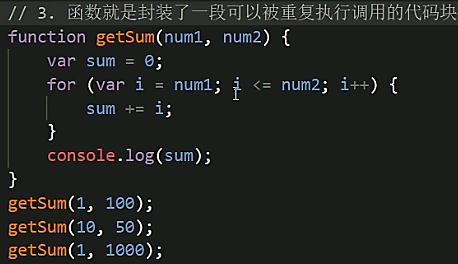 // 3. 函数就是封装了一段可以被重复执行调用的代码块
function getSum(num1, num2) {
    var sum = 0;
    for (var i = num1; i <= num2; i++) {
        sum += i;
    }
    console.log(sum);
}
getSum(1, 100);
getSum(10, 50);
getSum(1, 1000);